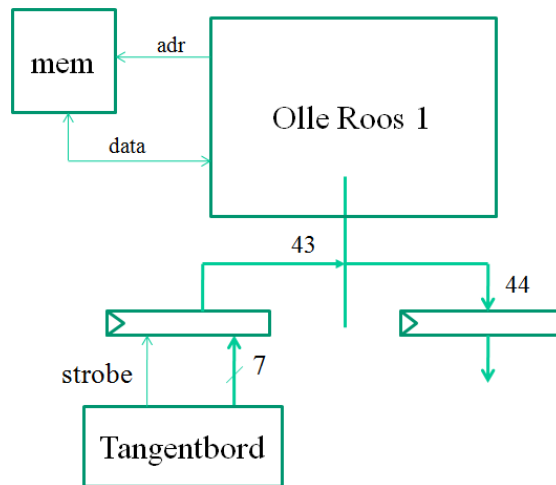 adr
mem
Olle Roos 1
data
43
44
strobe
7
Tangentbord